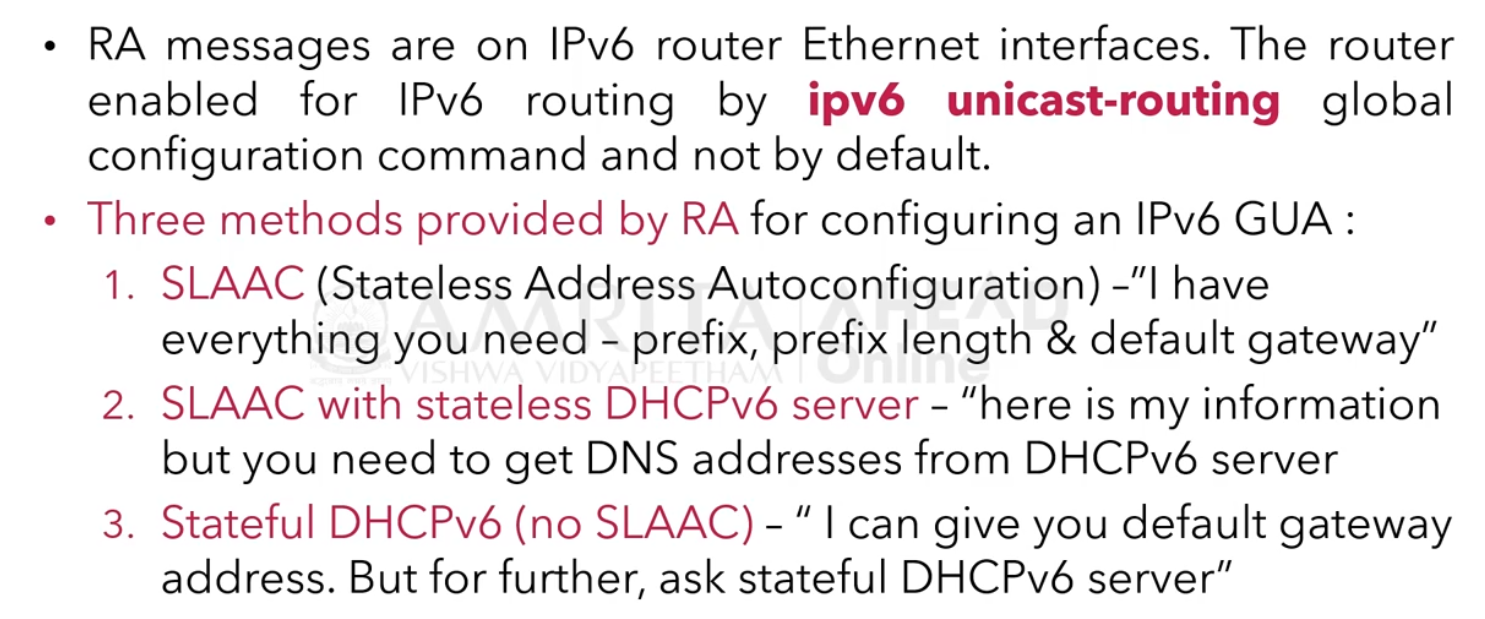 • RA messages are on IPv6 router Ethernet interfaces. The router
enabled for IPv6 routing by ipv6 unicast-routing global
configuration command and not by default.
• Three methods provided by RA for configuring an IPv6 GUA :
1. SLAAC (Stateless Address Autoconfiguration) –"I have
everything you need – prefix, prefix length & default gateway"
2. SLAAC with stateless DHCPv6 server – "here is my information
but you need to get DNS addresses from DHCPv6 server
3. Stateful DHCPv6 (no SLAAC) – " I can give you default gateway
address. But for further, ask stateful DHCPv6 server"
AMRITA
VISHWA VIDYAPEETHAM
AHEAD
Online